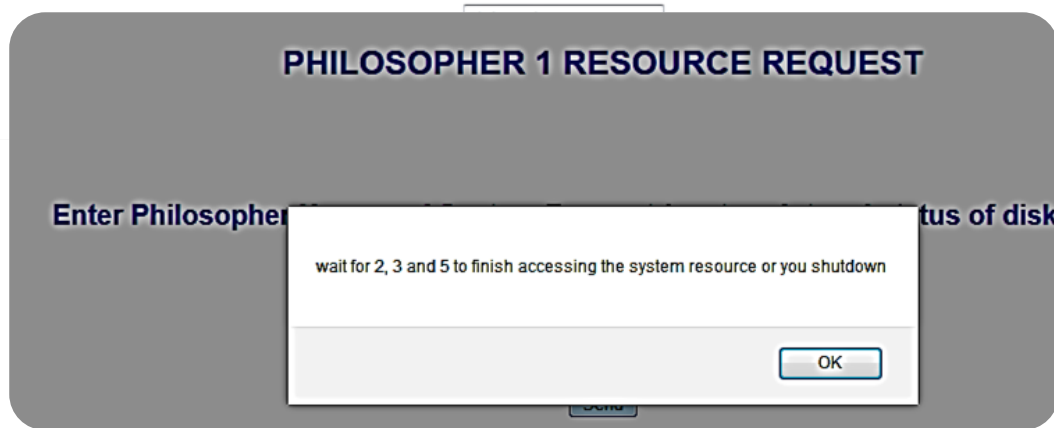 PHILOSOPHER 1 RESOURCE REQUEST
Enter Philosopher tus of disk
wait for 2, 3 and 5 to finish accessing the system resource or you shutdown
OK
Send